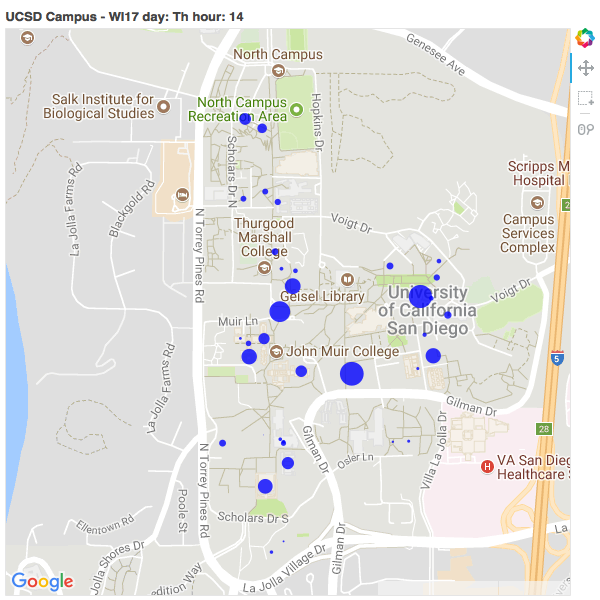 UCSD Campus - WI17 day: Th hour: 14
Genesee Ave
North Campus
Salk Institute for
Biological Studies
North Campus
Recreation Area
Hopkins Dr
Scholars Dr N
Scripps M
Hospital
La Jolla Farms Rd
Blackgold Rd
N Torrey Pines Rd
Voigt Dr
Campus
Services
Complex
2
Thurgood
Marshall
College
Geisel Library
University
of California
San Diego
Voigt Dr
Muir Ln
John Muir College
5
La Jolla Farms Rd
Gilman Dr
28
Gilman Dr
Osler Ln
Villa La Jolla Dr
VA San Dieg
Healthcare S
N Torrey Pines Rd
Poole St
Ellentown Rd
Scholars Dr S
La
La Jolla Shores Dr
Gilman Dr
La Jolla Village Dr
edition Way
Google